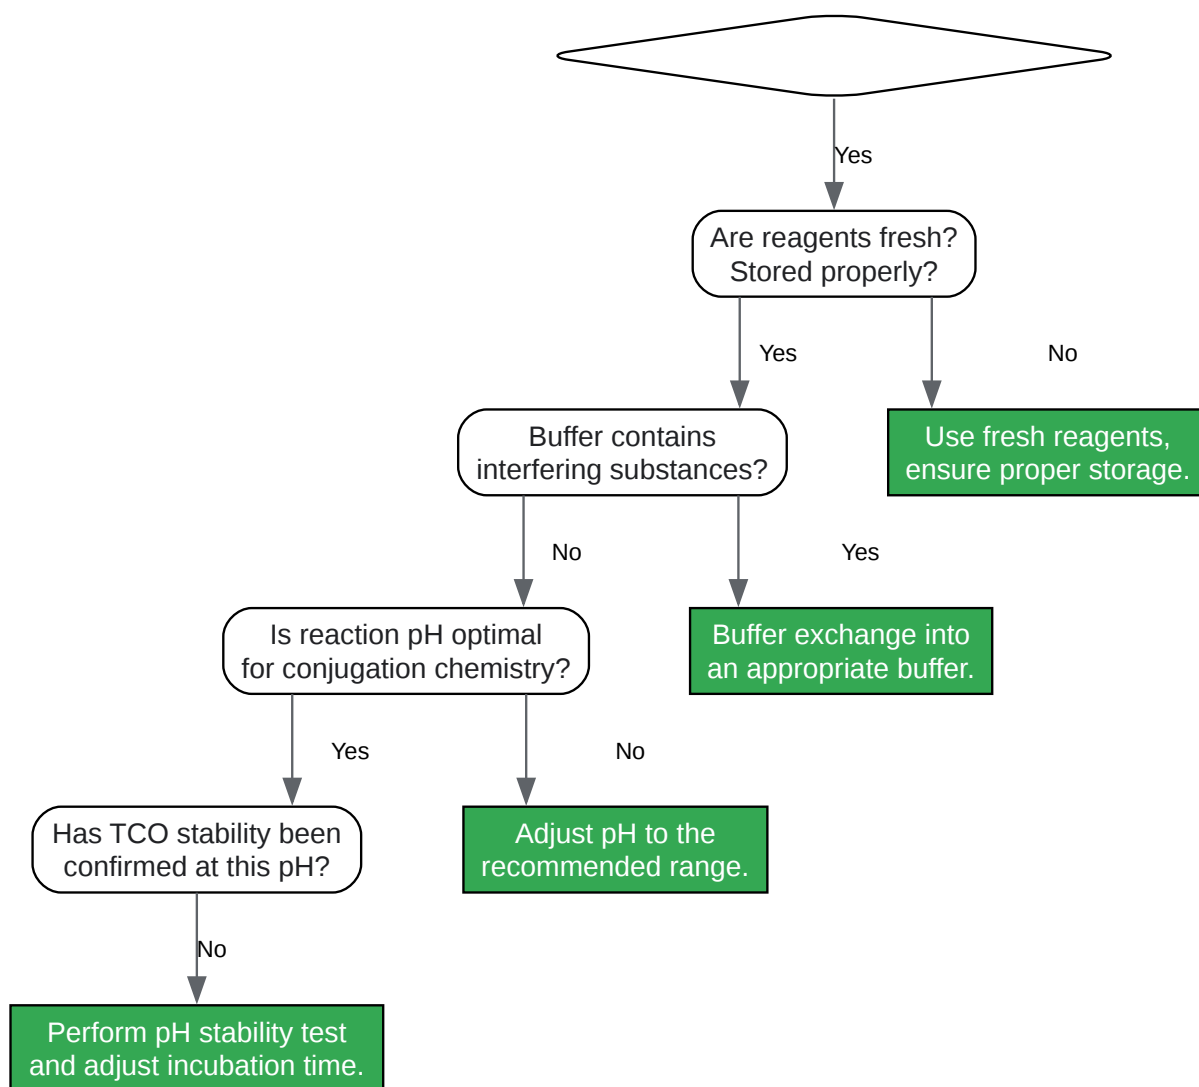 Yes
Are reagents fresh?
Stored properly?
Yes
No
Buffer contains
interfering substances?
Use fresh reagents,
ensure proper storage.
No
Yes
Is reaction pH optimal
for conjugation chemistry?
Buffer exchange into
an appropriate buffer.
Yes
No
Has TCO stability been
confirmed at this pH?
Adjust pH to the
recommended range.
No
Perform pH stability test
and adjust incubation time.